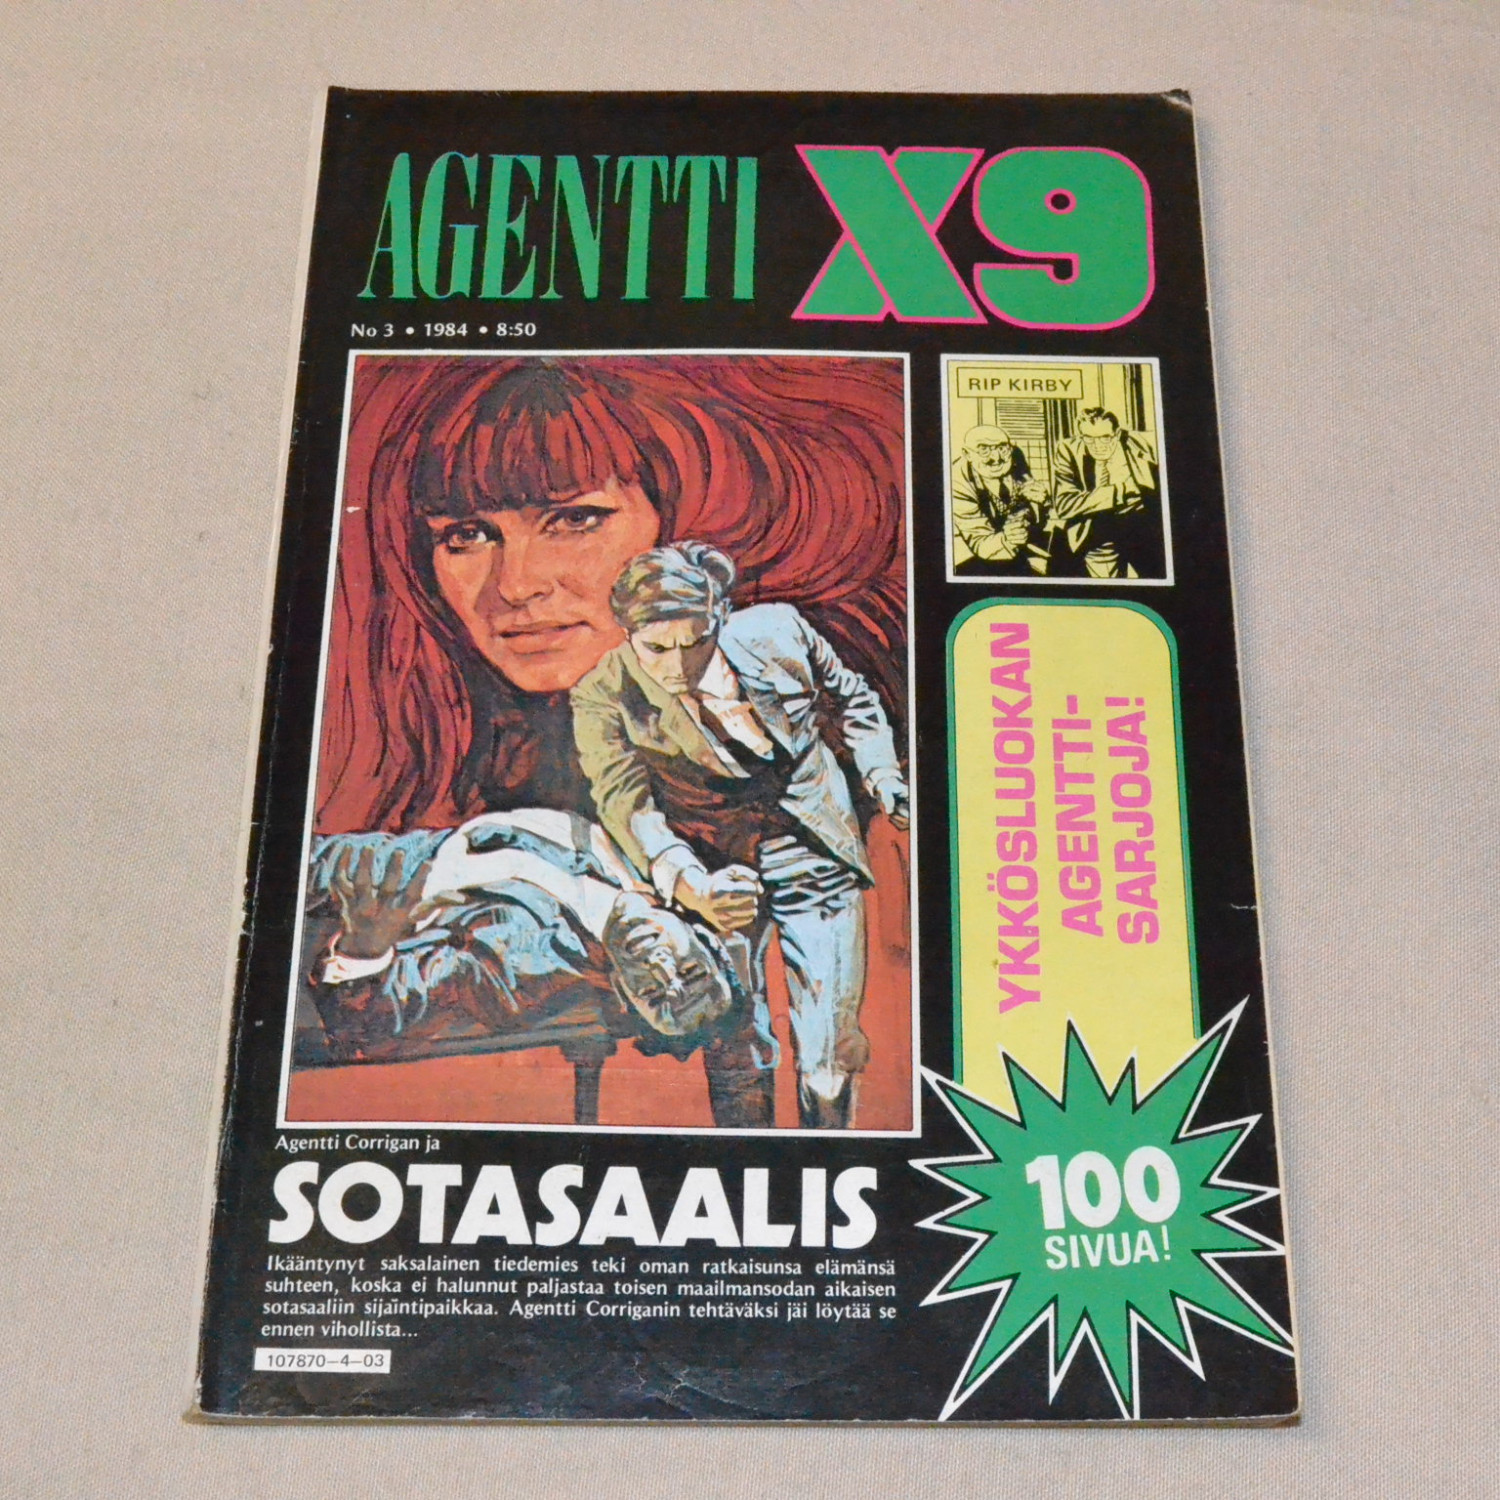 AGENTTI X9
No 3 • 1984 • 8:50
RIP KIRBY
YKKÖSLUOKAN
AGENTTI-
SARJOJA!
100
SIVUA!
Agentti Corrigan ja
SOTASAALIS
Ikääntynyt saksalainen tiedemies teki oman ratkaisunsa elämänsä
suhteen, koska ei halunnut paljastaa toisen maailmansodan aikaisen
sotasaaliin sijaintipaikkaa. Agentti Corriganin tehtäväksi jäi löytää se
ennen vihollista...
107870-4-03